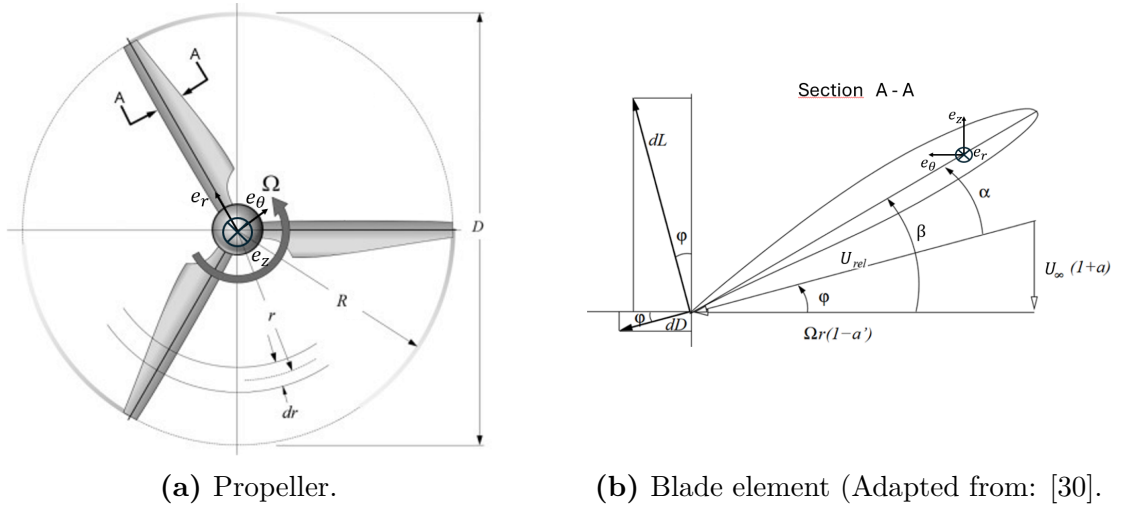 A
A
Ω
e_r
e_θ
e_z
D
R
r
dr
Section A - A
dL
φ
e_z
e_θ
e_r
α
β
U_rel
φ
U_∞ (1+a)
φ
dD
Ωr(1−a')
(a) Propeller.
(b) Blade element (Adapted from: [30].